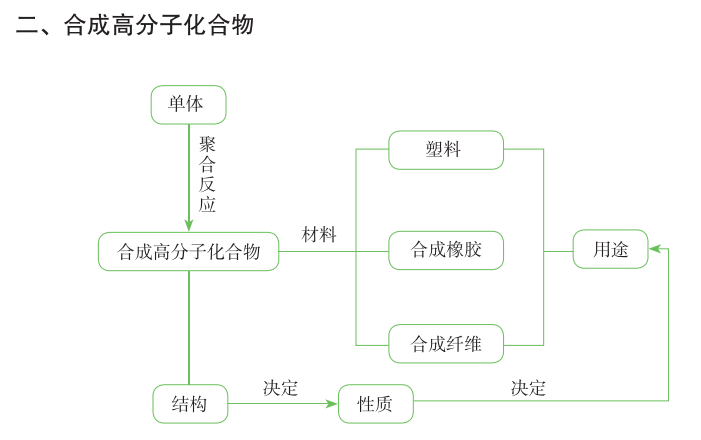 二、合成高分子化合物
单体
聚合反应
塑料
材料
合成高分子化合物
合成橡胶
用途
合成纤维
决定
决定
结构
性质